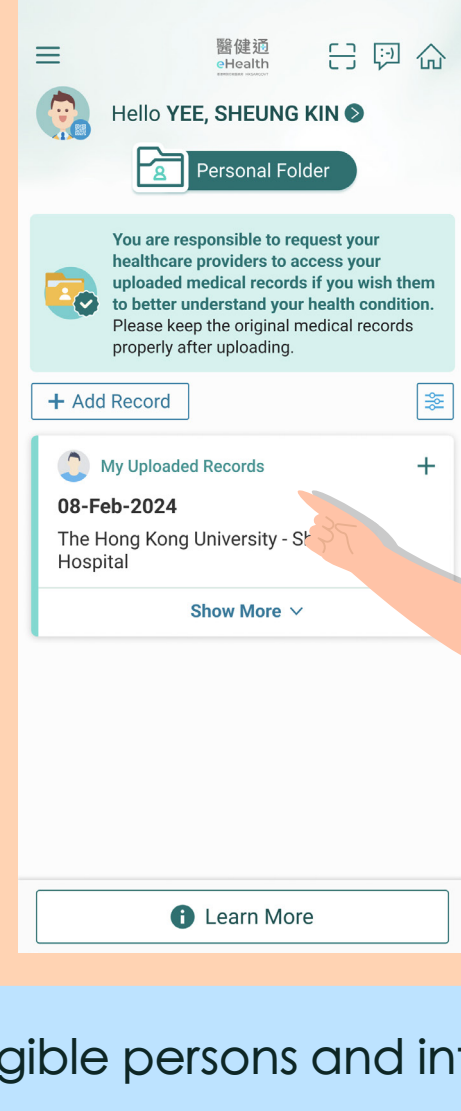 醫健通
eHealth
Hello YEE, SHEUNG KIN
Personal Folder
You are responsible to request your
healthcare providers to access your
uploaded medical records if you wish them
to better understand your health condition.
Please keep the original medical records
properly after uploading.
+ Add Record
My Uploaded Records
08-Feb-2024
The Hong Kong University - Sh
Hospital
Show More
Learn More
gible persons and in